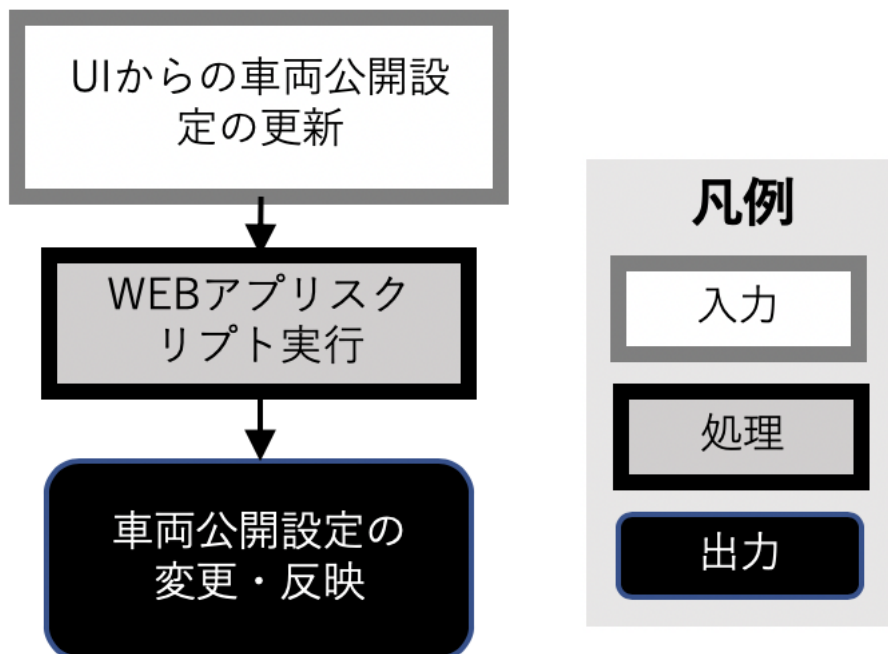 UIからの車両公開設
定の更新
WEBアプリスク
リプト実行
車両公開設定の
変更・反映
凡例
入力
処理
出力